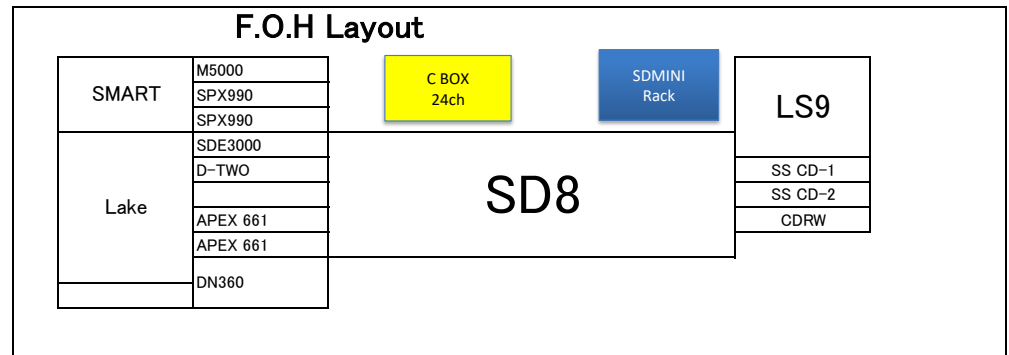 F.O.H Layout
SMART
M5000
SPX990
SPX990
SDE3000
D-TWO
APEX 661
APEX 661
DN360
Lake
C BOX
24ch
SDMINI
Rack
SD8
LS9
SS CD-1
SS CD-2
CDRW